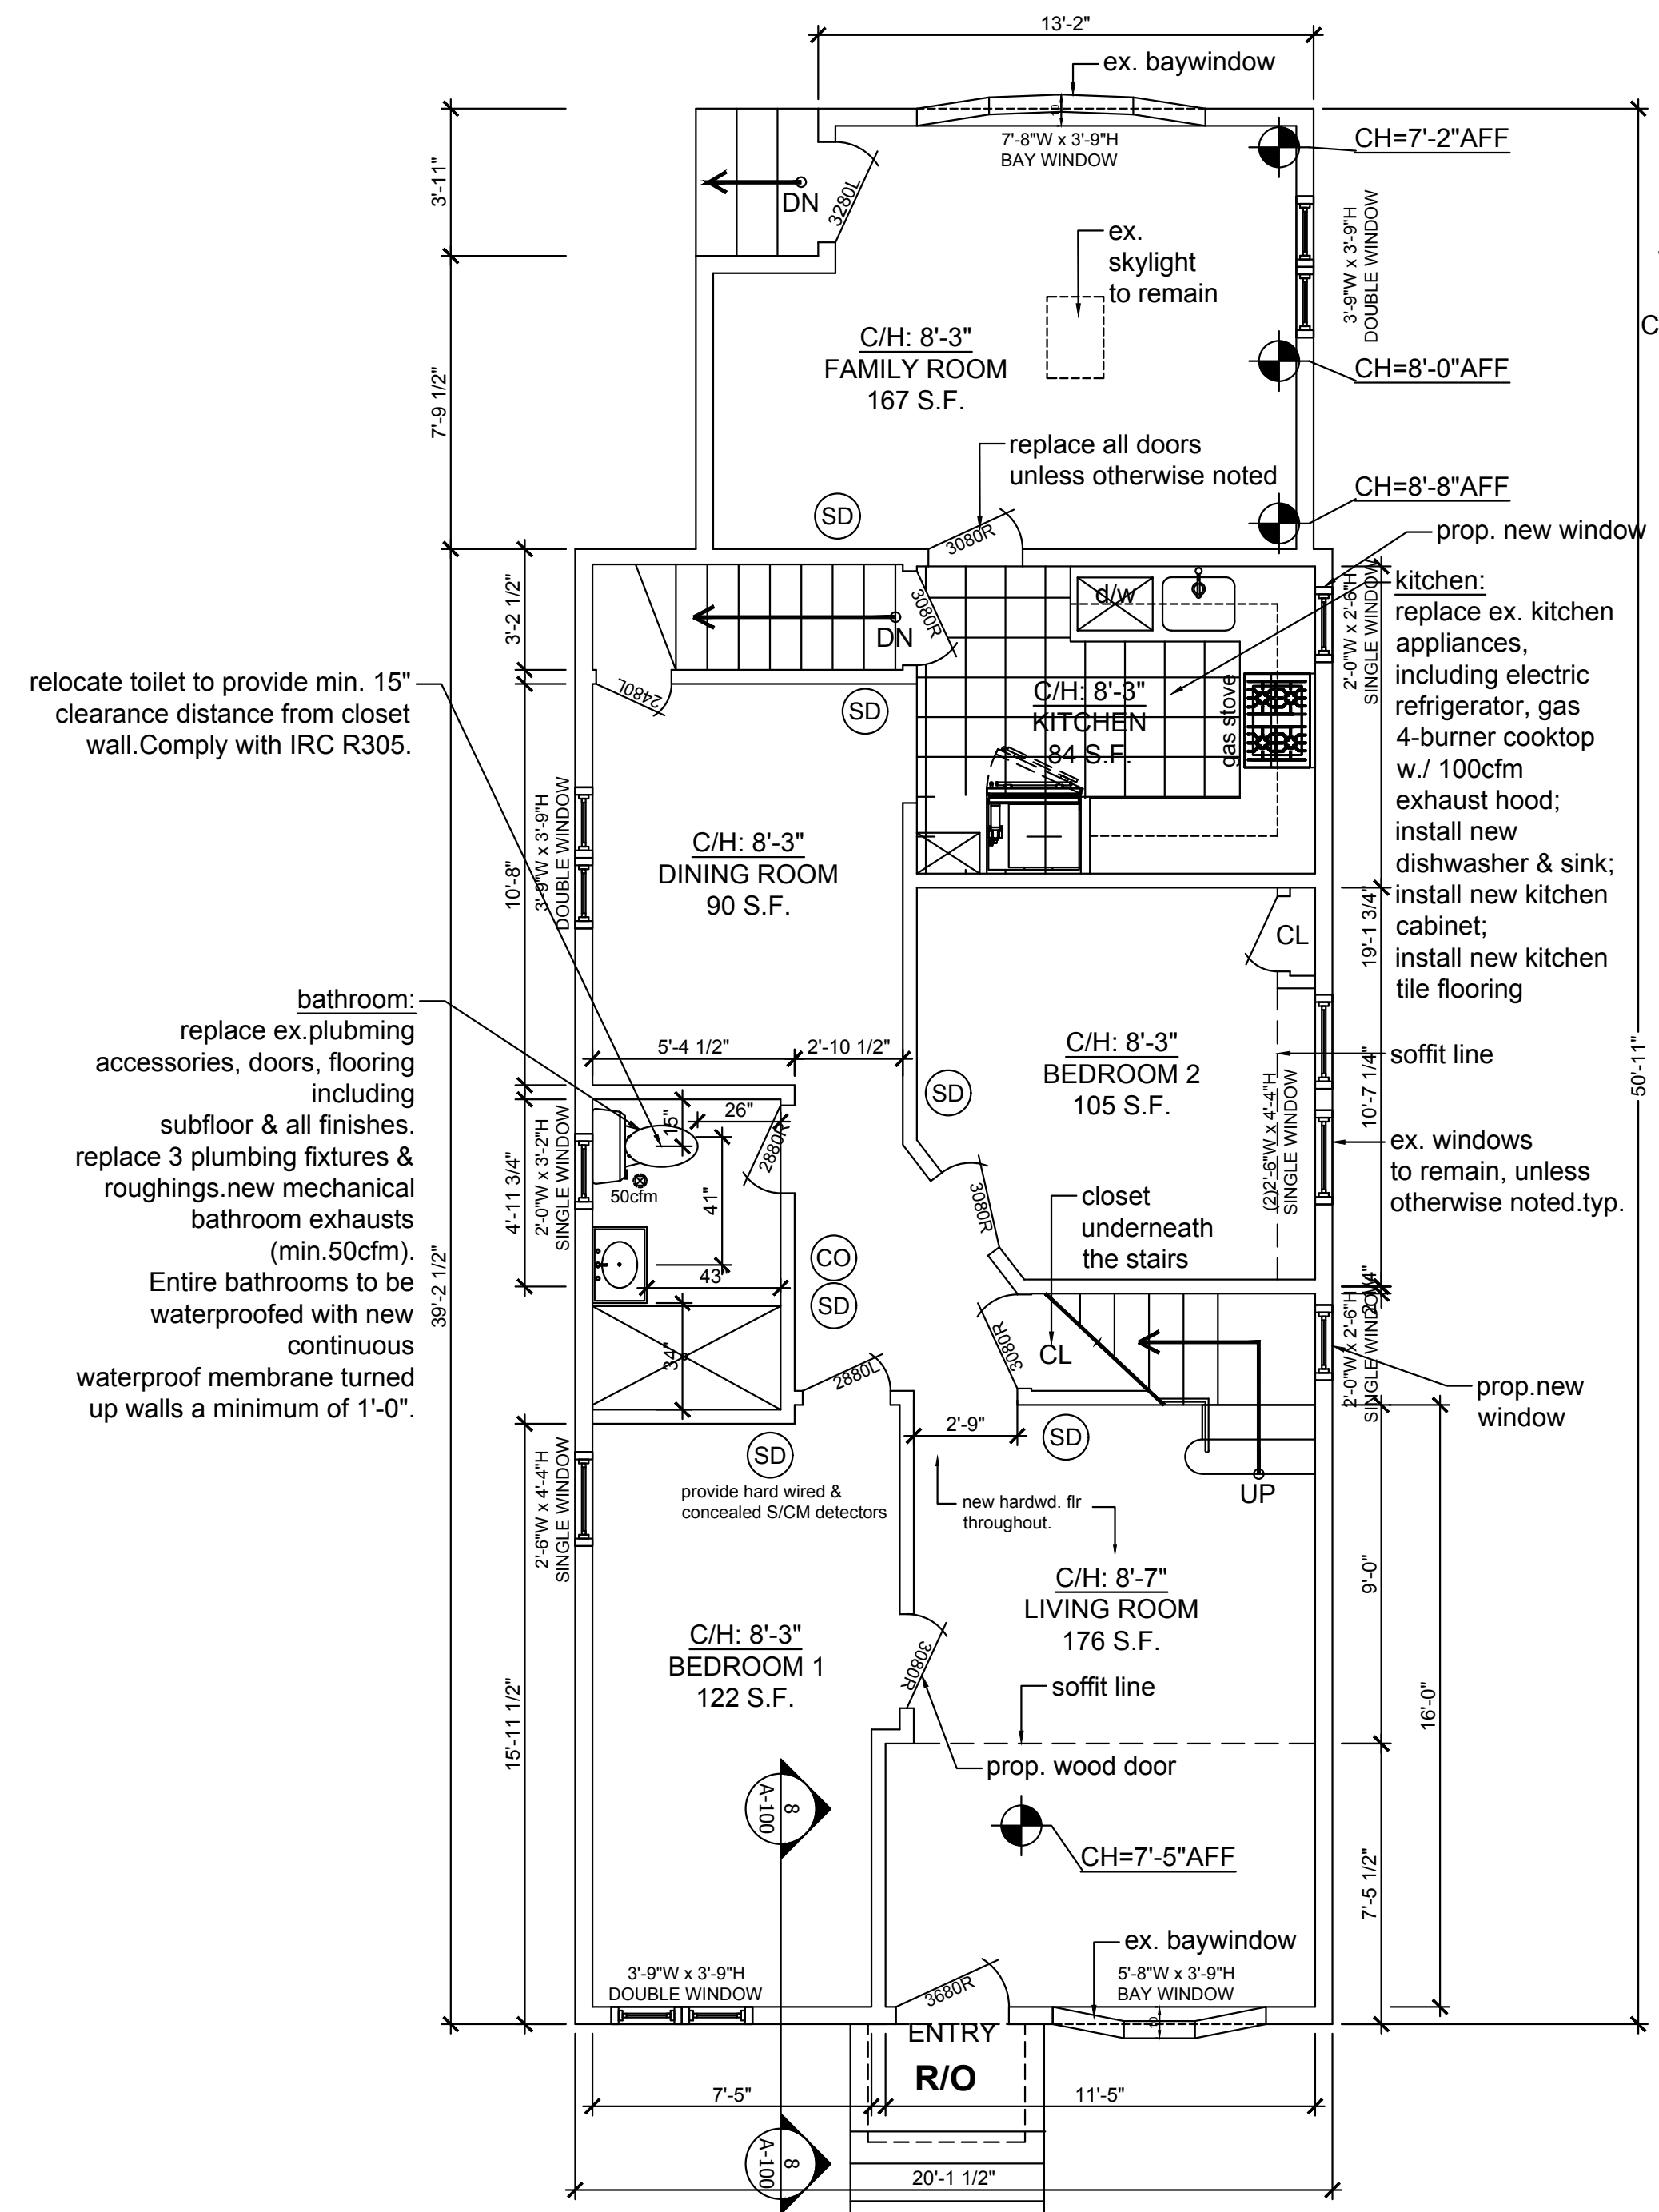 13'-2"
ex. baywindow
10
7'-8"W x 3'-9"H
BAY WINDOW
CH=7'-2"AFF
3'-11"
DN
3280L
3'-9"W x 3'-9"H
DOUBLE WINDOW
ex.
skylight
to remain
C
C/H: 8'-3"
FAMILY ROOM
167 S.F.
CH=8'-0"AFF
7'-9 1/2"
replace all doors
unless otherwise noted
CH=8'-8"AFF
SD
3080R
prop. new window
3'-2 1/2"
DN
3080R
d/w
2'-0"W x 2'-6"H
SINGLE WINDOW
kitchen:
replace ex. kitchen
appliances,
including electric
refrigerator, gas
4-burner cooktop
w./ 100cfm
exhaust hood;
install new
dishwasher & sink;
install new kitchen
cabinet;
install new kitchen
tile flooring
relocate toilet to provide min. 15"
clearance distance from closet
wall.Comply with IRC R305.
2480L
SD
C/H: 8'-3"
KITCHEN
84 S.F.
gas stove
10'-8"
3'-9"W x 3'-9"H
DOUBLE WINDOW
C/H: 8'-3"
DINING ROOM
90 S.F.
CL
19'-1 3/4"
50'-11"
bathroom:
replace ex.plubming
accessories, doors, flooring
including
subfloor & all finishes.
replace 3 plumbing fixtures &
roughings.new mechanical
bathroom exhausts
(min.50cfm).
Entire bathrooms to be
waterproofed with new
continuous
waterproof membrane turned
up walls a minimum of 1'-0".
39'-2 1/2"
5'-4 1/2"
2'-10 1/2"
C/H: 8'-3"
BEDROOM 2
105 S.F.
SD
soffit line
10'-7 1/4"
(2)2'-6"W x 4'-4"H
SINGLE WINDOW
ex. windows
to remain, unless
otherwise noted.typ.
4'-11 3/4"
2'-0"W x 3'-2"H
SINGLE WINDOW
15"
26"
2880R
50cfm
41"
43"
34"
3080R
closet
underneath
the stairs
CO
SD
2 1/4"
2'-0"W x 2'-6"H
SINGLE WINDOW
3080R
CL
2880L
prop.new
window
2'-9"
SD
SD
provide hard wired &
concealed S/CM detectors
new hardwd. flr
throughout.
UP
2'-6"W x 4'-4"H
SINGLE WINDOW
C/H: 8'-7"
LIVING ROOM
176 S.F.
9'-0"
C/H: 8'-3"
BEDROOM 1
122 S.F.
3080R
soffit line
16'-0"
15'-11 1/2"
prop. wood door
8
A-100
CH=7'-5"AFF
7'-5 1/2"
ex. baywindow
3'-9"W x 3'-9"H
DOUBLE WINDOW
3680R
5'-8"W x 3'-9"H
BAY WINDOW
10
ENTRY
R/O
7'-5"
11'-5"
8
A-100
20'-1 1/2"